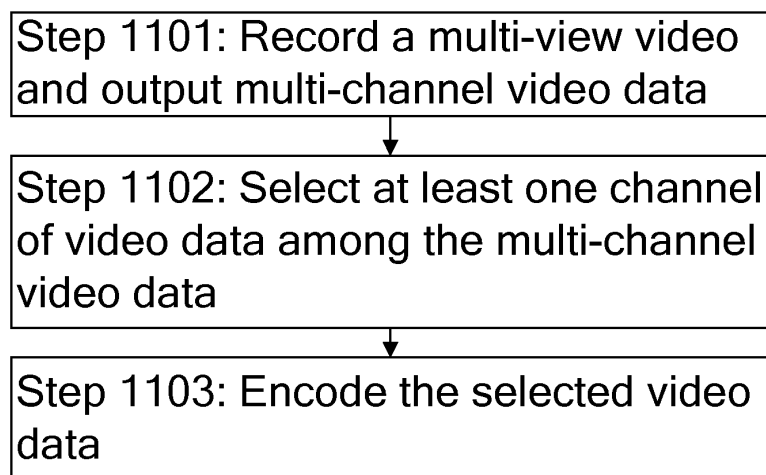 Step 1101: Record a multi-view video
and output multi-channel video data
Step 1102: Select at least one channel
of video data among the multi-channel
video data
Step 1103: Encode the selected video
data